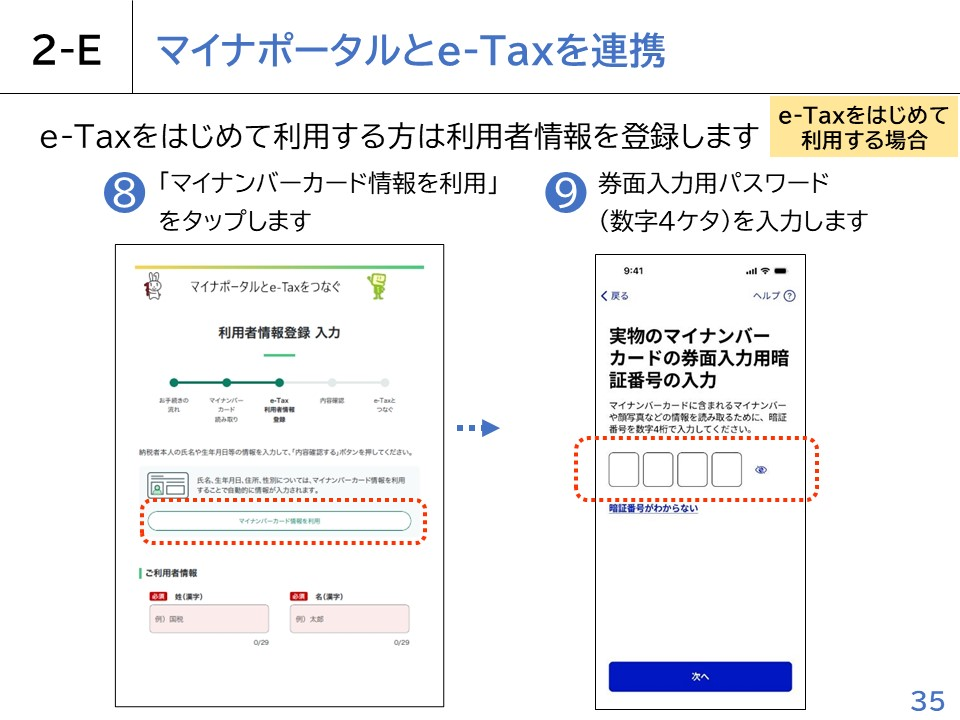 2-E
マイナポータルとe-Taxを連携
e-Taxをはじめて利用する方は利用者情報を登録します
e-Taxをはじめて
利用する場合
❽
「マイナンバーカード情報を利用」
をタップします
マイナポータルとe-Taxをつなぐ
利用者情報登録 入力
お手続きの
流れ
マイナンバー
カード
読み取り
e-Tax
利用者情報
登録
内容確認
e-Taxと
つなぐ
納税者本人の氏名や生年月日等の情報を入力して、「内容確認する」ボタンを押してください。
氏名、生年月日、住所、性別については、マイナンバーカード情報を利用
することで自動的に情報が入力されます。
マイナンバーカード情報を利用
ご利用者情報
必須 姓(漢字)
例）国税
0/29
必須 名(漢字)
例）太郎
0/29
❾
券面入力用パスワード
（数字4ケタ）を入力します
9:41
戻る
ヘルプ ?
実物のマイナンバー
カードの券面入力用暗
証番号の入力
マイナンバーカードに含まれるマイナンバー
や顔写真などの情報を読み取るために、暗証
番号を数字4桁で入力してください。
暗証番号がわからない
次へ
35